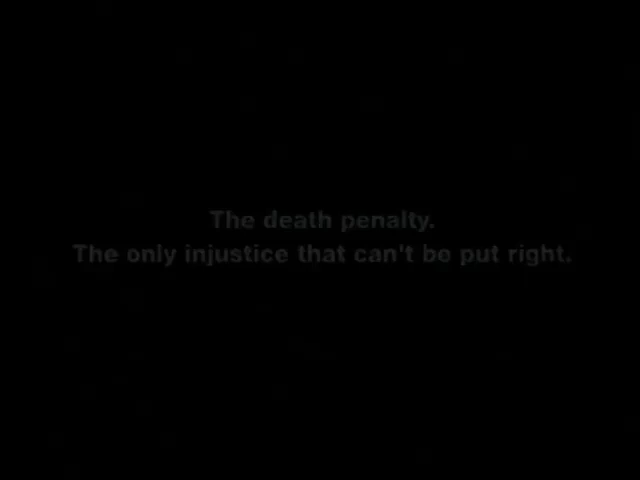 The death penalty.
The only injustice that can't be put right.